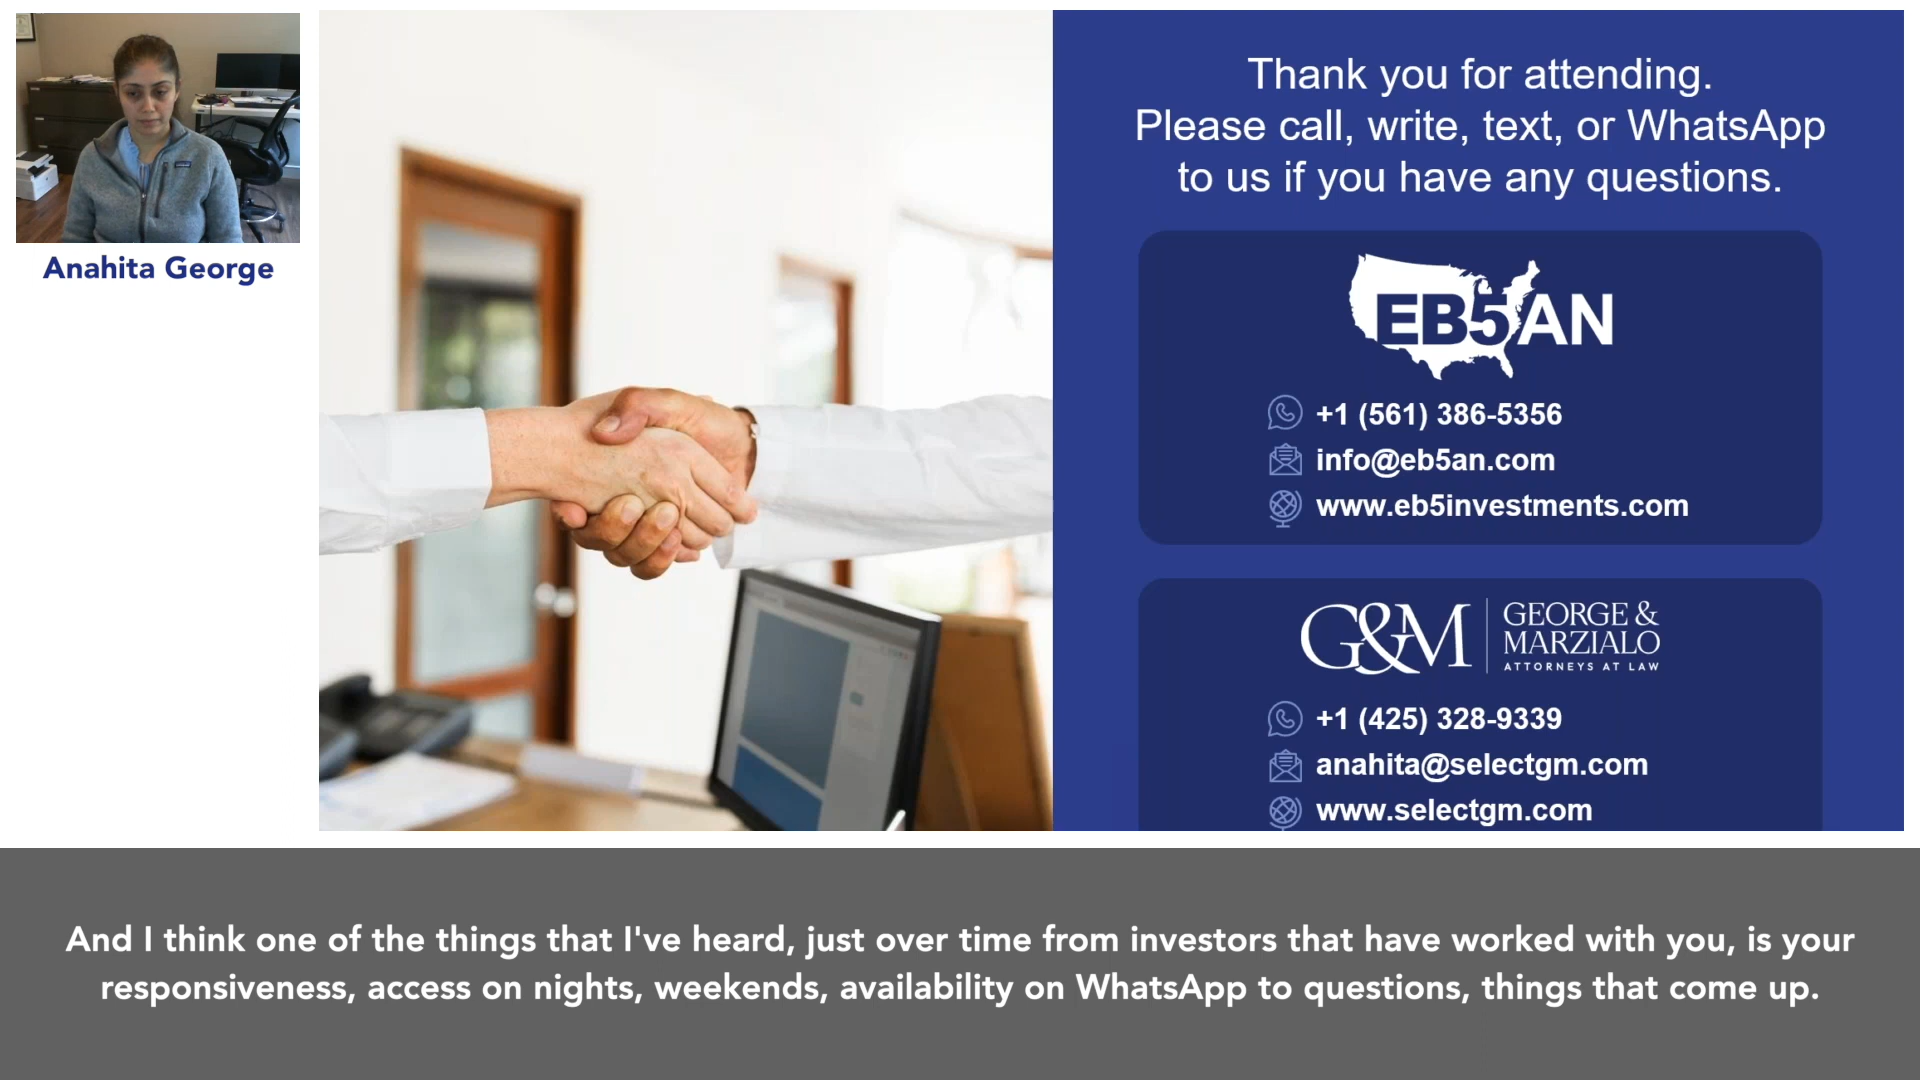 Anahita George
Thank you for attending.
Please call, write, text, or WhatsApp
to us if you have any questions.
EB5AN
+1 (561) 386-5356
info@eb5an.com
www.eb5investments.com
G&M
GEORGE &
MARZIALO
ATTORNEYS AT LAW
+1 (425) 328-9339
anahita@selectgm.com
www.selectgm.com
And I think one of the things that I've heard, just over time from investors that have worked with you, is your
responsiveness, access on nights, weekends, availability on WhatsApp to questions, things that come up.